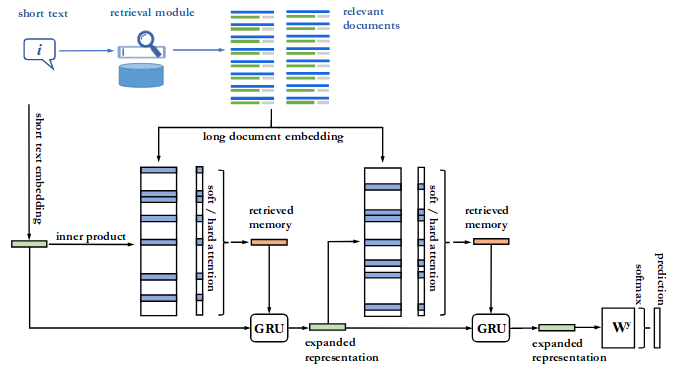 short text
retrieval module
relevant
documents
i
long document embedding
short text embedding
inner product
soft / hard attention
retrieved
memory
soft / hard attention
retrieved
memory
GRU
expanded
representation
GRU
expanded
representation
Wʸ
softmax
prediction